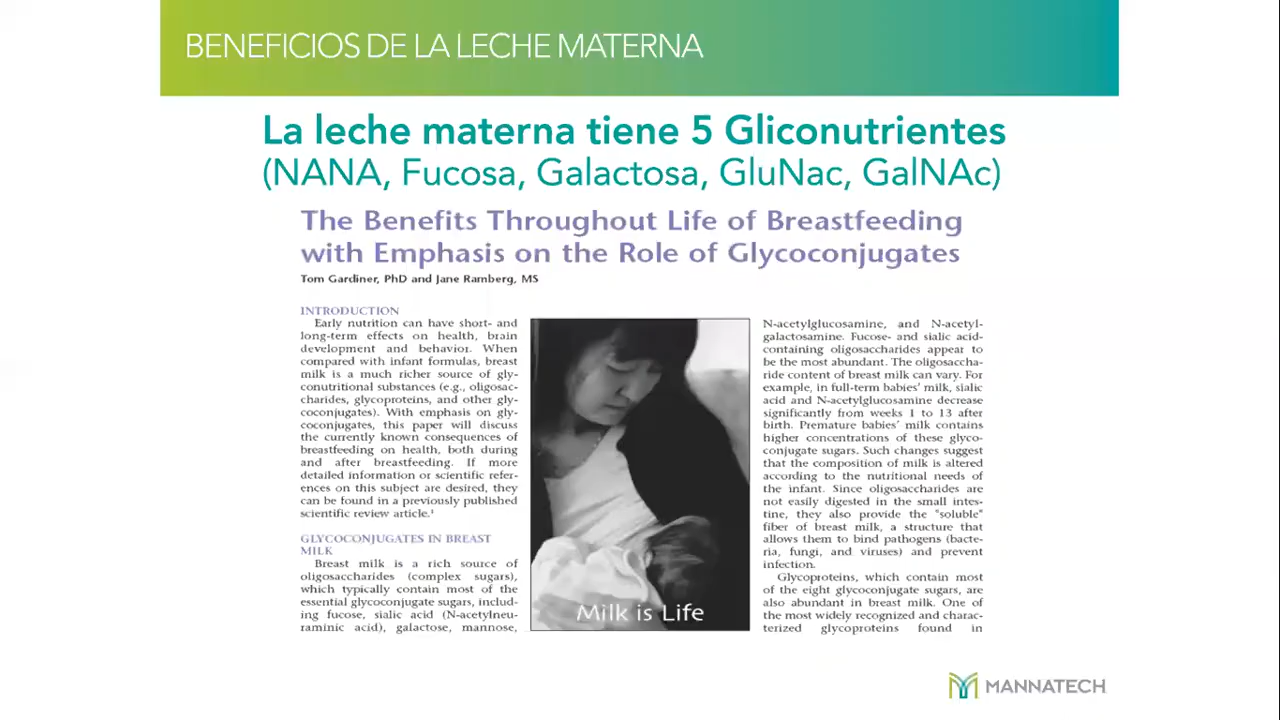 BENEFICIOS DE LA LECHE MATERNA
La leche materna tiene 5 Gliconutrientes
(NANA, Fucosa, Galactosa, GluNac, GalNAc)
The Benefits Throughout Life of Breastfeeding
with Emphasis on the Role of Glycoconjugates
Tom Gardiner, PhD and Jane Ramberg, MS
INTRODUCTION
Early nutrition can have short- and
long-term effects on health, brain
development and behavior. When
compared with infant formulas, breast
milk is a much richer source of gly-
conutritional substances (e.g., oligosac-
charides, glycoproteins, and other gly-
coconjugates). With emphasis on gly-
coconjugates, this paper will discuss
the currently known consequences of
breastfeeding on health, both during
and after breastfeeding. If more
detailed information or scientific refer-
ences on this subject are desired, they
can be found in a previously published
scientific review article.¹
GLYCOCONJUGATES IN BREAST
MILK
Breast milk is a rich source of
oligosaccharides (complex sugars),
which typically contain most of the
essential glycoconjugate sugars, includ-
ing fucose, sialic acid (N-acetylneu-
raminic acid), galactose, mannose,
Milk is Life
N-acetylglucosamine, and N-acetyl-
galactosamine. Fucose- and sialic acid-
containing oligosaccharides appear to
be the most abundant. The oligosaccha-
ride content of breast milk can vary. For
example, in full-term babies' milk, sialic
acid and N-acetylglucosamine decrease
significantly from weeks 1 to 13 after
birth. Premature babies' milk contains
higher concentrations of these glyco-
conjugate sugars. Such changes suggest
that the composition of milk is altered
according to the nutritional needs of
the infant. Since oligosaccharides are
not easily digested in the small intes-
tine, they also provide the "soluble"
fiber of breast milk, a structure that
allows them to bind pathogens (bacte-
ria, fungi, and viruses) and prevent
infection.
Glycoproteins, which contain most
of the eight glycoconjugate sugars, are
also abundant in breast milk. One of
the most widely recognized and charac-
terized glycoproteins found in
MANNATECH